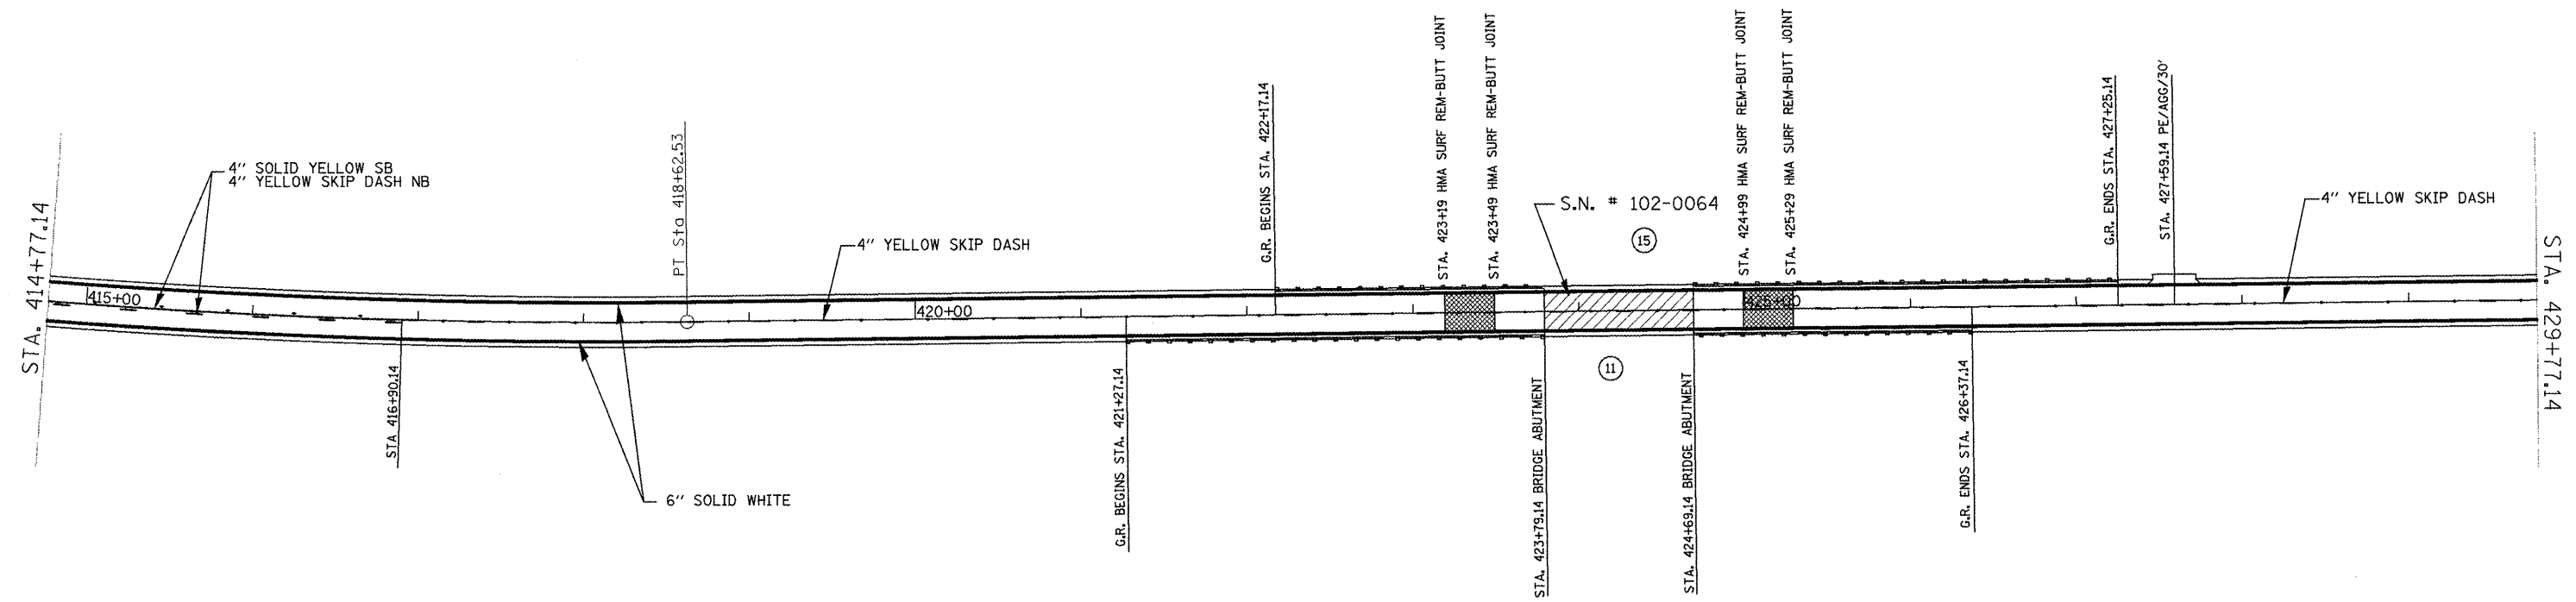 STA. 414+77.14
4" SOLID YELLOW SB
4" YELLOW SKIP DASH NB
415+00
STA 416+90.14
PT Sta 418+62.53
6" SOLID WHITE
4" YELLOW SKIP DASH
420+00
G.R. BEGINS STA. 421+27.14
G.R. BEGINS STA. 422+17.14
STA. 423+19 HMA SURF REM-BUTT JOINT
STA. 423+49 HMA SURF REM-BUTT JOINT
STA. 423+79.14 BRIDGE ABUTMENT
S.N. # 102-0064
15
11
STA. 424+69.14 BRIDGE ABUTMENT
STA. 424+99 HMA SURF REM-BUTT JOINT
425+00
STA. 425+29 HMA SURF REM-BUTT JOINT
G.R. ENDS STA. 426+37.14
G.R. ENDS STA. 427+25.14
STA. 427+59.14 PE/AGG/30'
4" YELLOW SKIP DASH
STA. 429+77.14